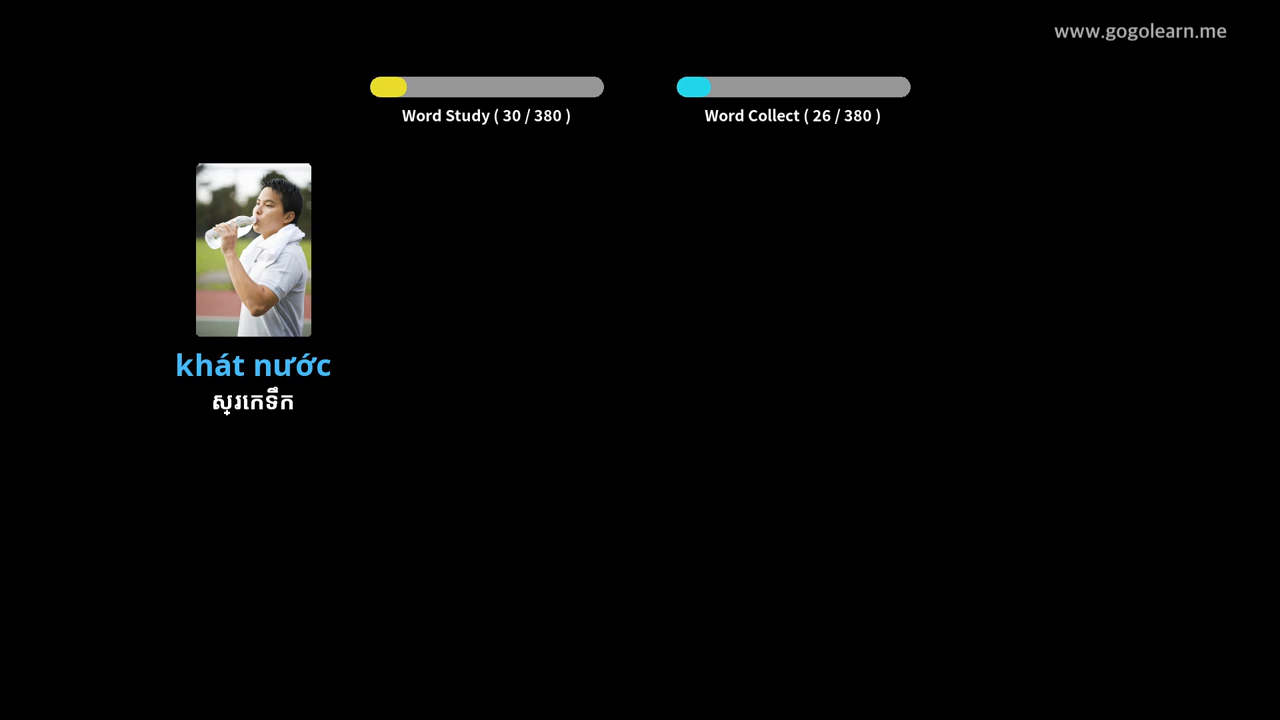 www.gogolearn.me
Word Study ( 30 / 380 )
Word Collect ( 26 / 380 )
khát nước
ស្រេកទឹក